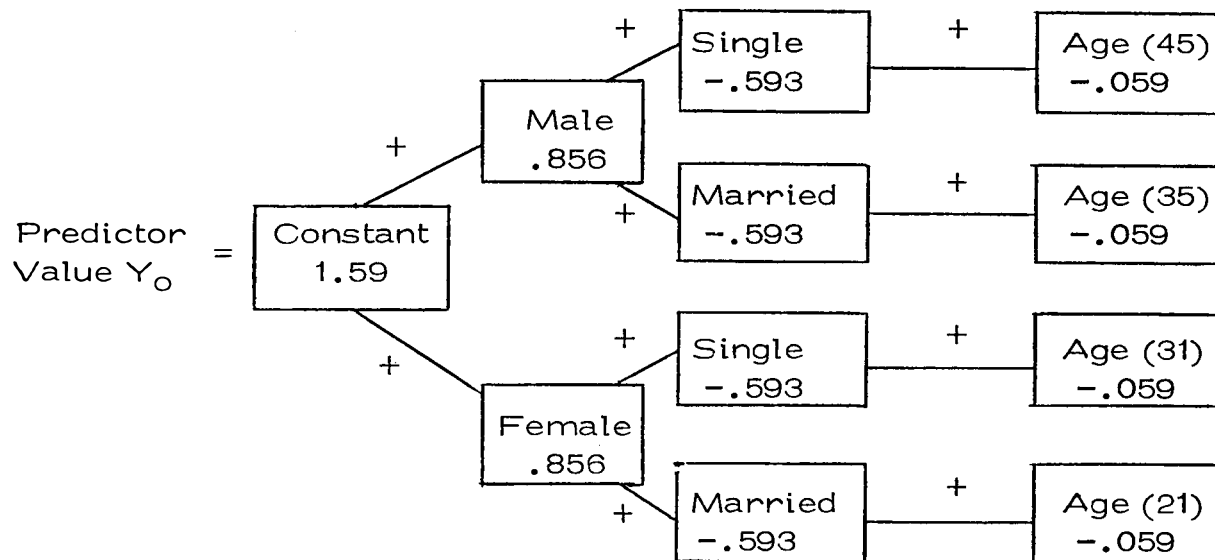 Predictor
Value Y₀
=
Constant
1.59
+
Male
.856
+
Single
-.593
+
Age (45)
-.059
+
Married
-.593
+
Age (35)
-.059
+
Female
.856
+
Single
-.593
+
Age (31)
-.059
+
Married
-.593
+
Age (21)
-.059